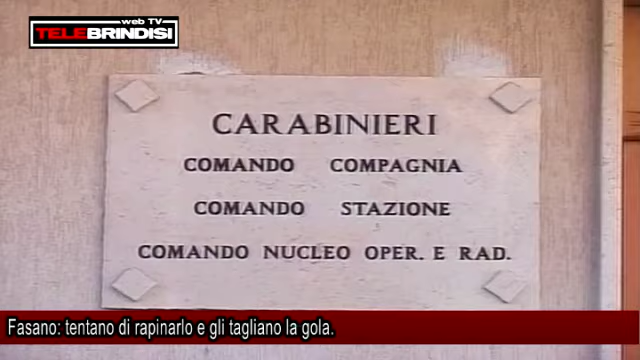 web TV
TELEBRINDISI
CARABINIERI
COMANDO COMPAGNIA
COMANDO STAZIONE
COMANDO NUCLEO OPER. E RAD.
Fasano: tentano di rapinarlo e gli tagliano la gola.